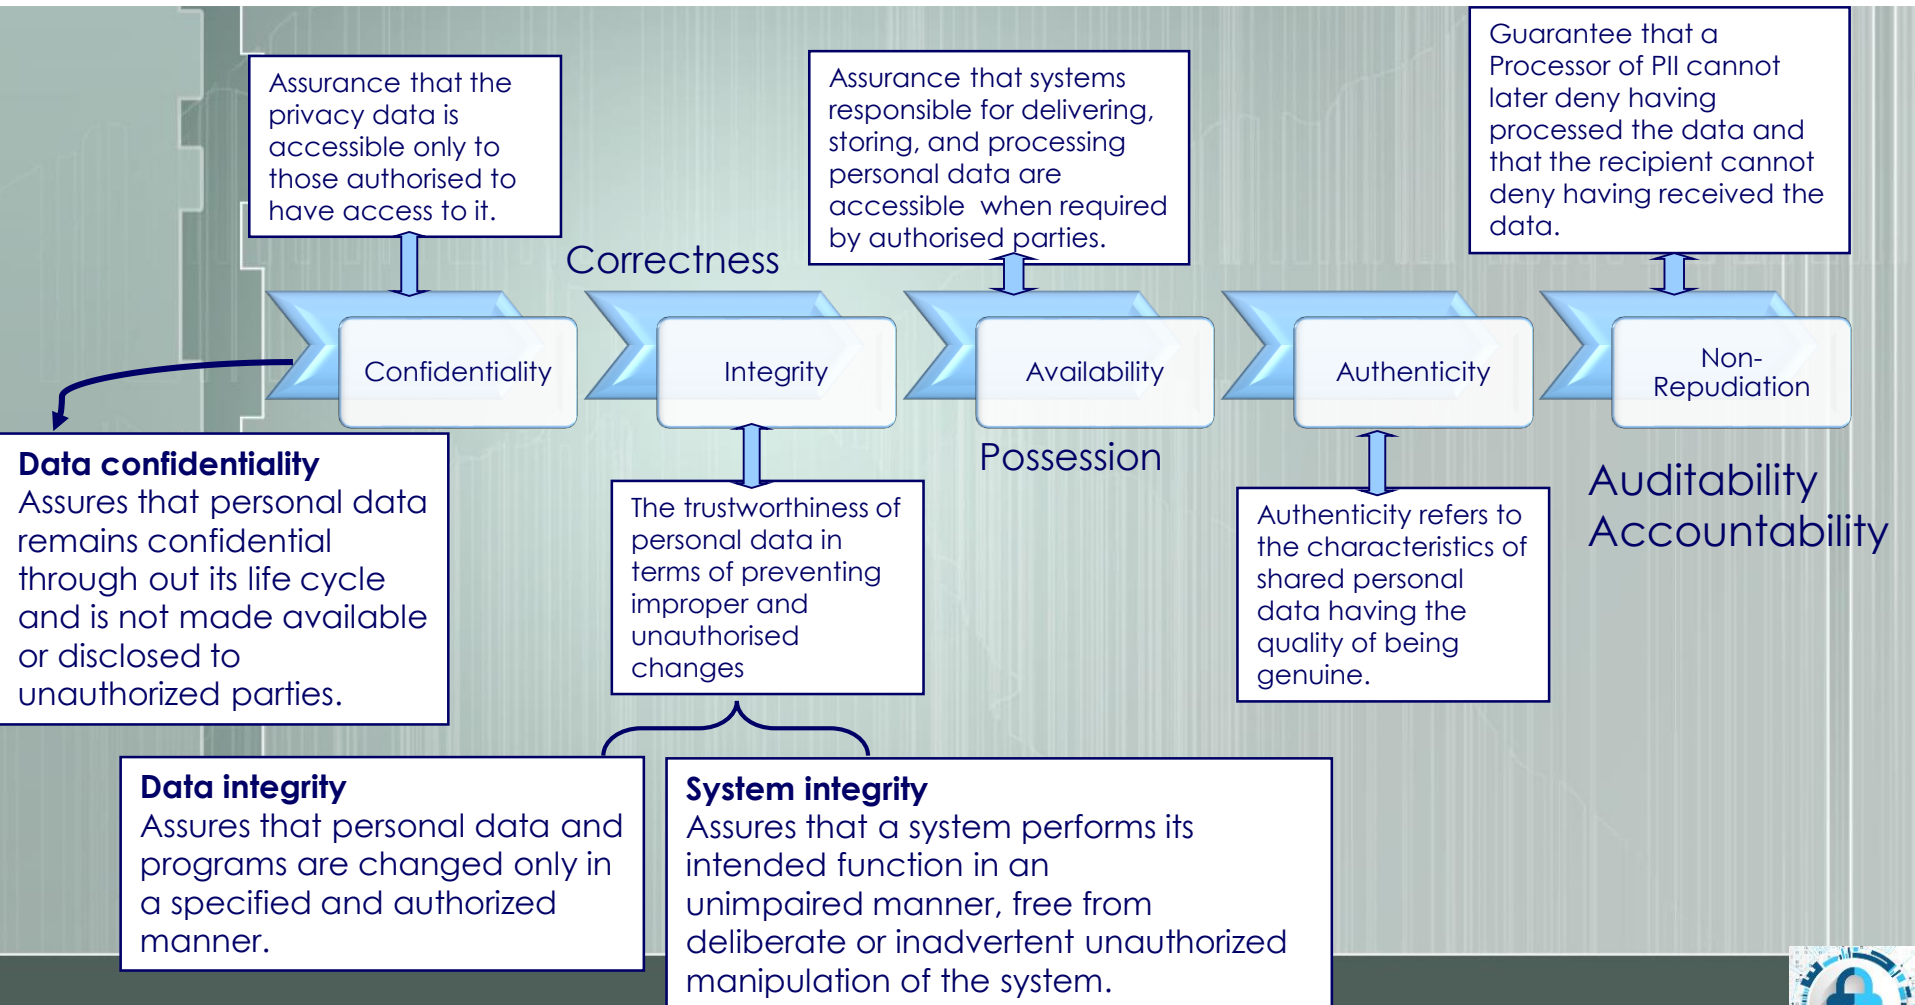 Assurance that the
privacy data is
accessible only to
those authorised to
have access to it.
Correctness
Assurance that systems
responsible for delivering,
storing, and processing
personal data are
accessible when required
by authorised parties.
Guarantee that a
Processor of PII cannot
later deny having
processed the data and
that the recipient cannot
deny having received the
data.
Confidentiality
Integrity
Availability
Authenticity
Non-
Repudiation
Data confidentiality
Assures that personal data
remains confidential
through out its life cycle
and is not made available
or disclosed to
unauthorized parties.
The trustworthiness of
personal data in
terms of preventing
improper and
unauthorised
changes
Possession
Authenticity refers to
the characteristics of
shared personal
data having the
quality of being
genuine.
Auditability
Accountability
Data integrity
Assures that personal data and
programs are changed only in
a specified and authorized
manner.
System integrity
Assures that a system performs its
intended function in an
unimpaired manner, free from
deliberate or inadvertent unauthorized
manipulation of the system.